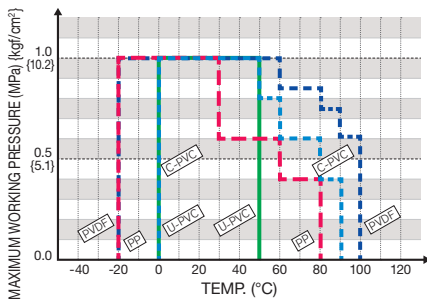 MAXIMUM WORKING PRESSURE (MPa) {kgf/cm²}
1.0
{10.2}
0.5
{5.1}
0.0
C-PVC
C-PVC
PVDF
PP
U-PVC
U-PVC
PP
PVDF
-40 -20 0 20 40 60 80 100 120
TEMP. (°C)